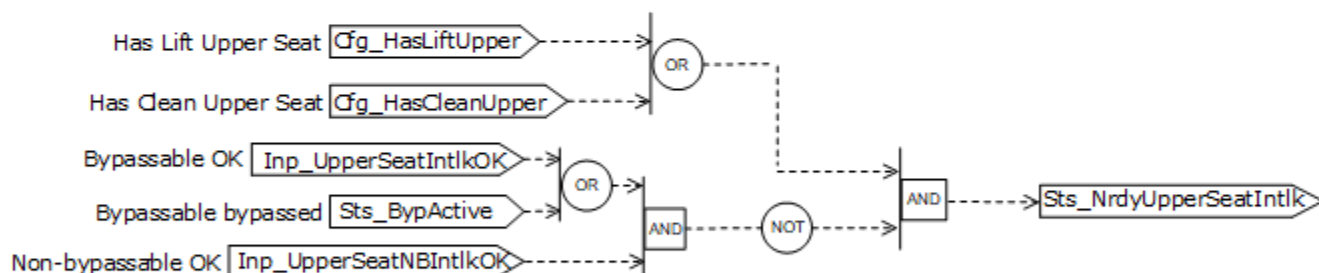 Has Lift Upper Seat Cfg_HasLiftUpper
OR
Has Clean Upper Seat Cfg_HasCleanUpper
Bypassable OK Inp_UpperSeatIntlkOK
OR
Bypassable bypassed Sts_BypActive
AND
NOT
AND
Sts_NrdyUpperSeatIntlk
Non-bypassable OK Inp_UpperSeatNBIntlkOK